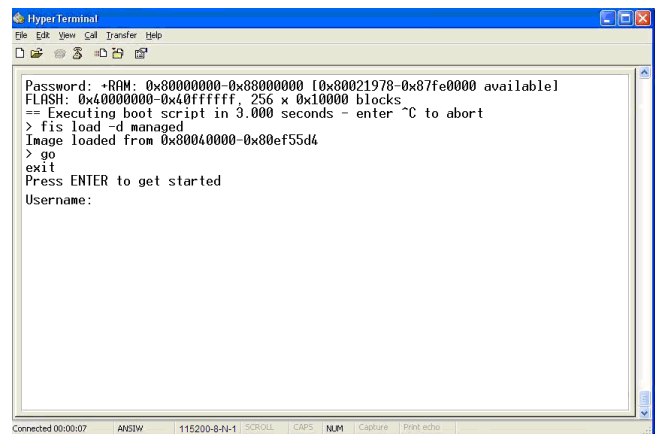 HyperTerminal
File Edit View Call Transfer Help
Password: +RAM: 0x80000000-0x88000000 [0x80021978-0x87fe0000 available]
FLASH: 0x40000000-0x40ffffff, 256 x 0x10000 blocks
== Executing boot script in 3.000 seconds - enter ^C to abort
> fis load -d managed
Image loaded from 0x80040000-0x80ef55d4
> go
exit
Press ENTER to get started
Username:
Connected 00:00:07 ANSIW 115200-8-N-1 SCROLL CAPS NUM Capture Print echo